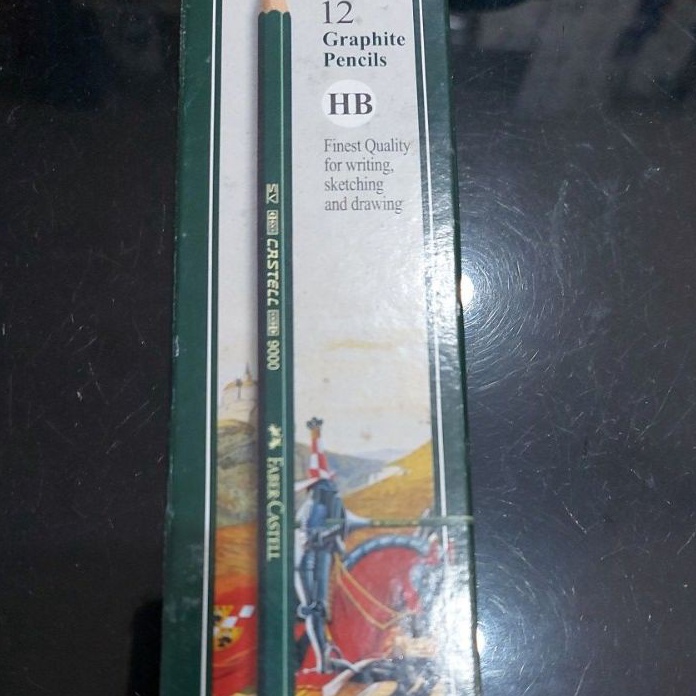 12
Graphite
Pencils
HB
Finest Quality
for writing,
sketching
and drawing
CASTELL 9000
FABER-CASTELL